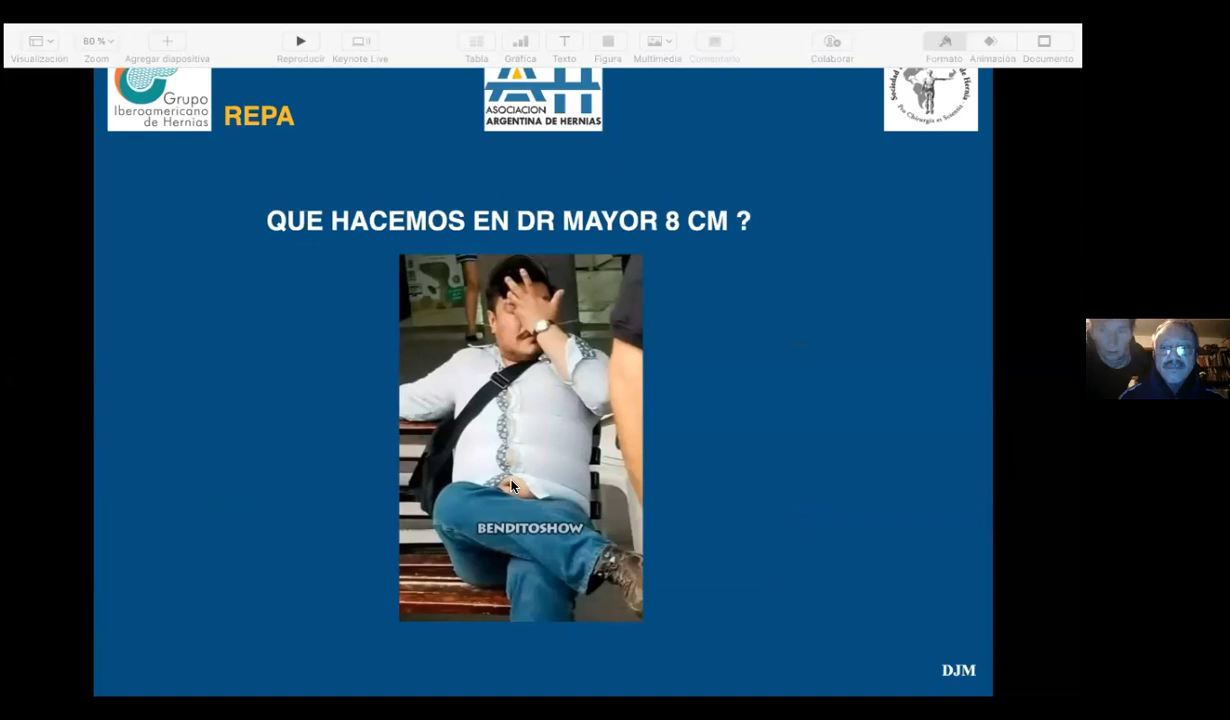 80 %
Visualización
Zoom
Agregar diapositiva
Reproducir
Keynote Live
Tabla
Gráfica
Texto
Figura
Multimedia
Comentario
Colaborar
Formato
Animación
Documento
Grupo
Iberoamericano
de Hernias
REPA
ASOCIACION
ARGENTINA DE HERNIAS
QUE HACEMOS EN DR MAYOR 8 CM ?
BENDITOSHOW
DJM